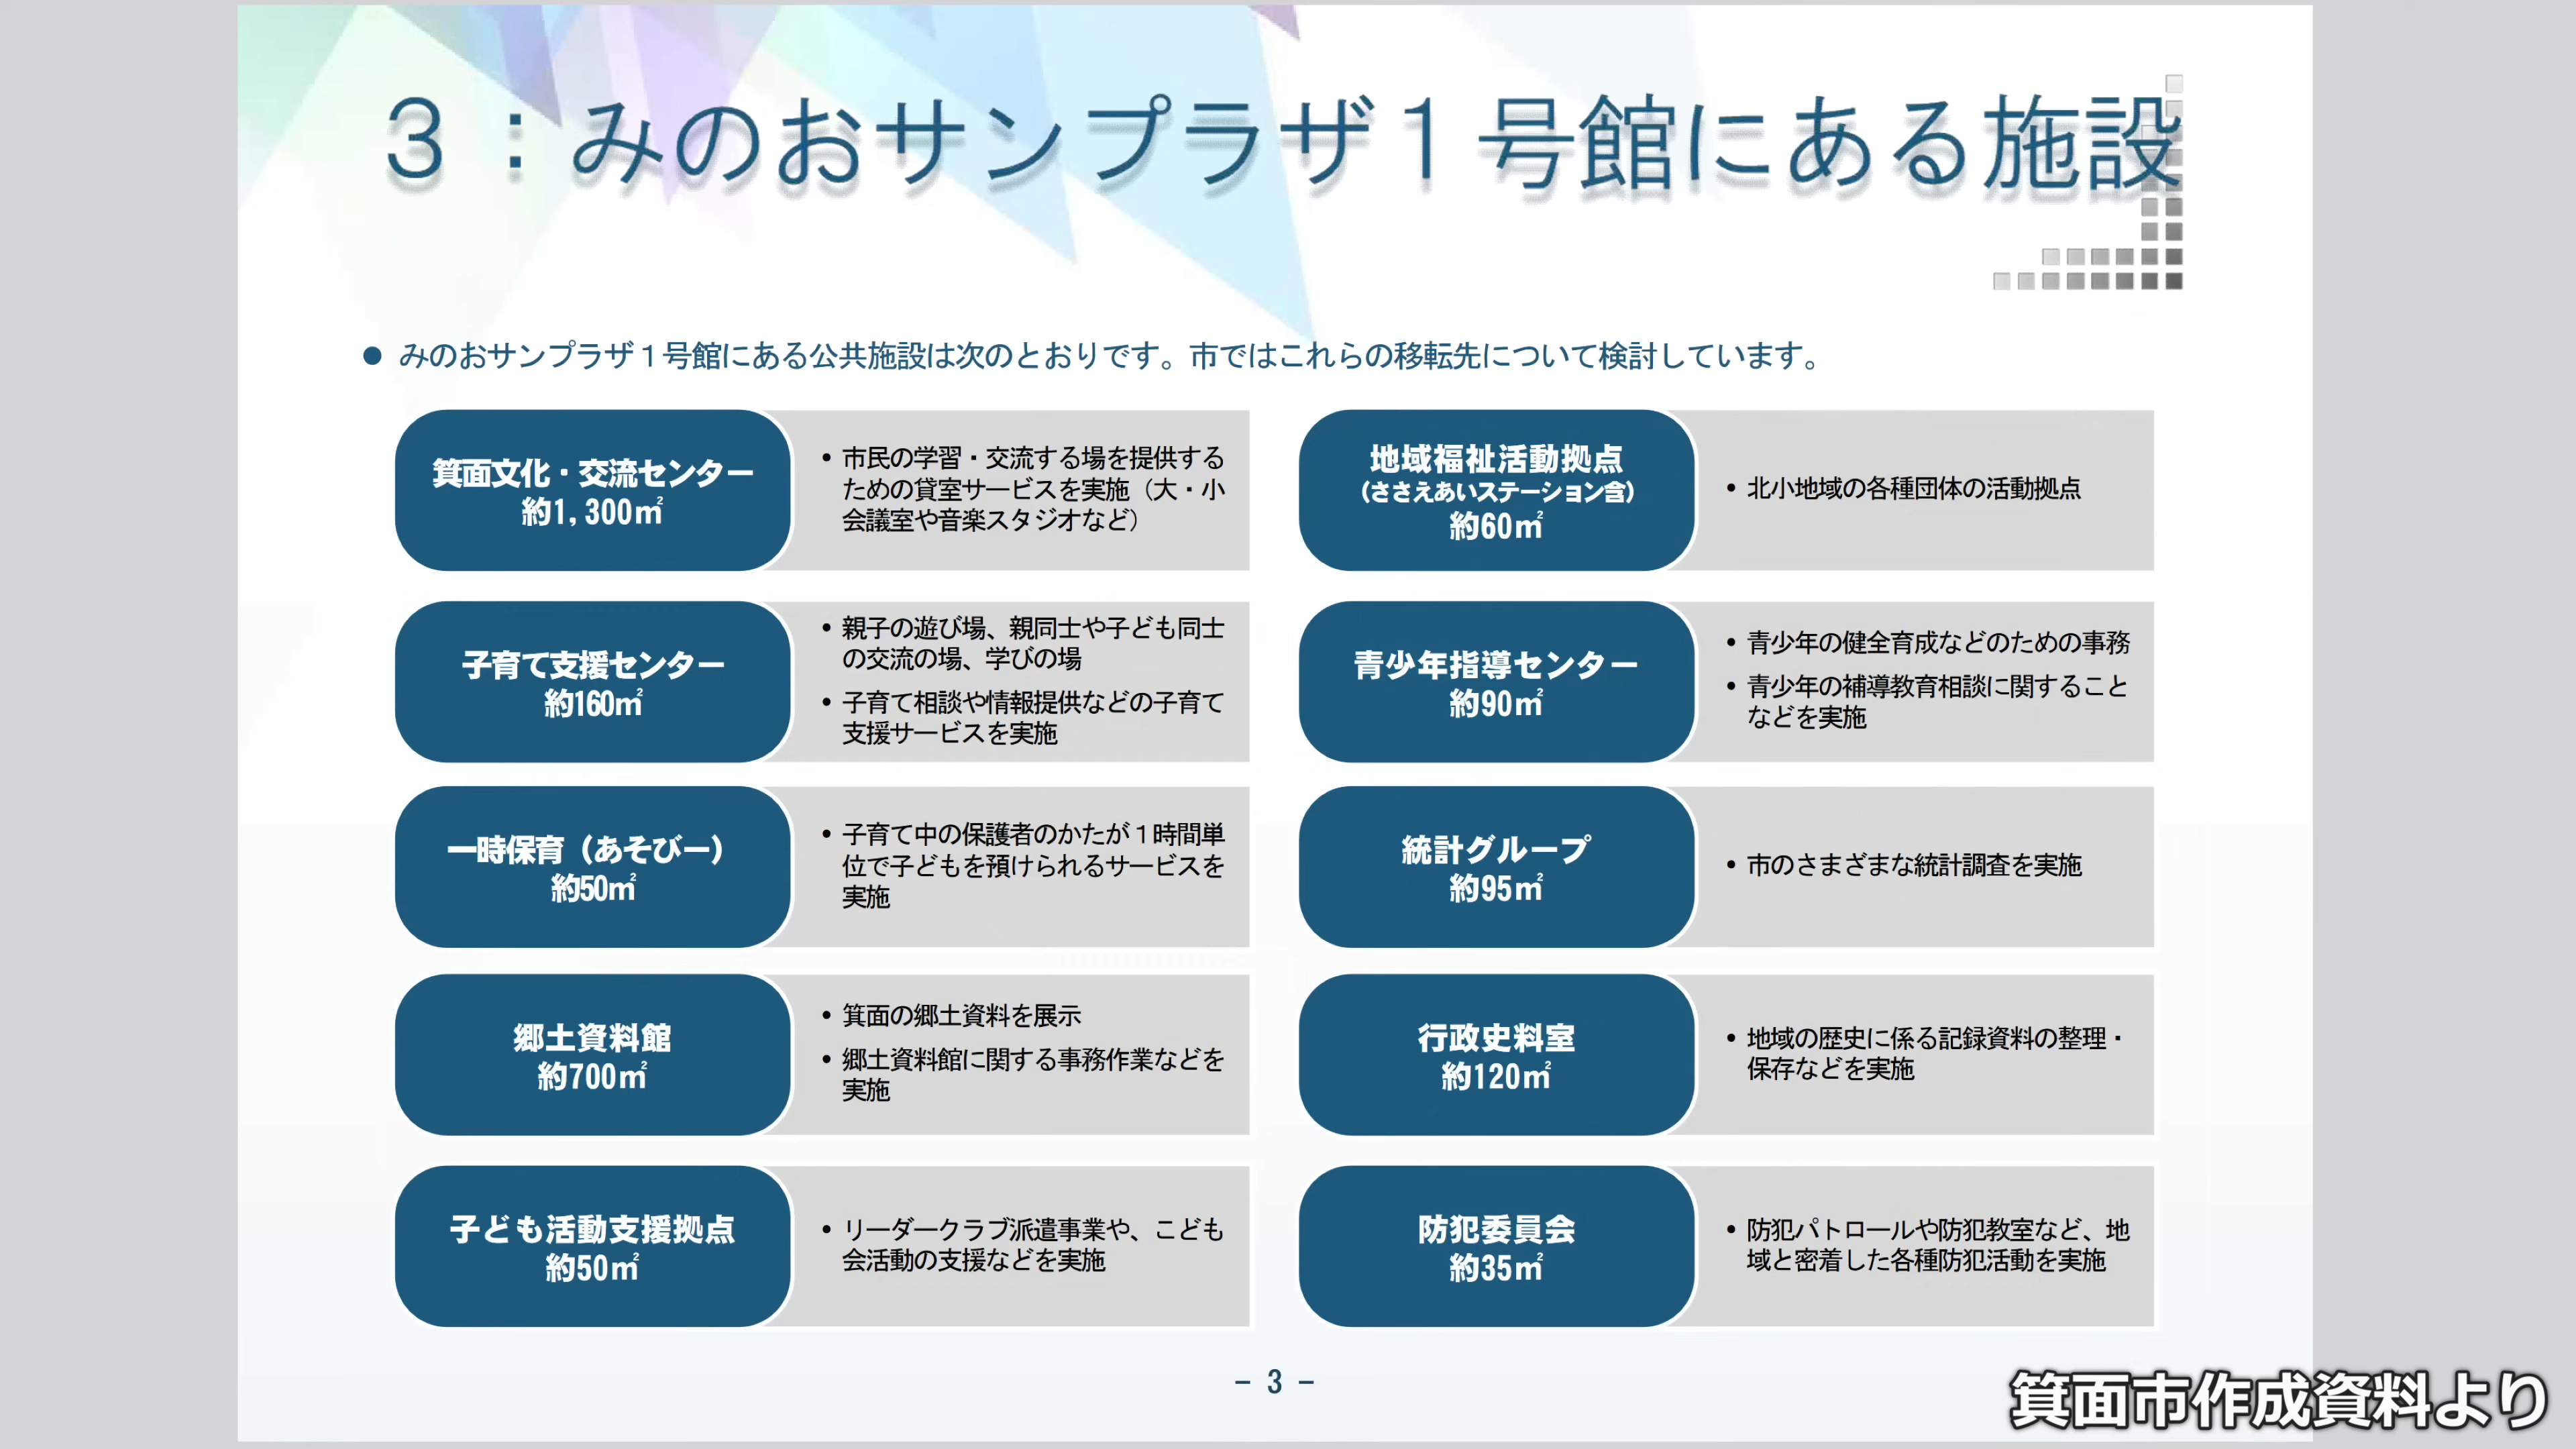 ３：みのおサンプラザ１号館にある施設
● みのおサンプラザ１号館にある公共施設は次のとおりです。市ではこれらの移転先について検討しています。
箕面文化・交流センター
約1,300㎡
• 市民の学習・交流する場を提供する
ための貸室サービスを実施（大・小
会議室や音楽スタジオなど）
子育て支援センター
約160㎡
• 親子の遊び場、親同士や子ども同士
の交流の場、学びの場
• 子育て相談や情報提供などの子育て
支援サービスを実施
一時保育（あそびー）
約50㎡
• 子育て中の保護者のかたが１時間単
位で子どもを預けられるサービスを
実施
郷土資料館
約700㎡
• 箕面の郷土資料を展示
• 郷土資料館に関する事務作業などを
実施
子ども活動支援拠点
約50㎡
• リーダークラブ派遣事業や、こども
会活動の支援などを実施
地域福祉活動拠点
（ささえあいステーション含）
約60㎡
• 北小地域の各種団体の活動拠点
青少年指導センター
約90㎡
• 青少年の健全育成などのための事務
• 青少年の補導教育相談に関すること
などを実施
統計グループ
約95㎡
• 市のさまざまな統計調査を実施
行政史料室
約120㎡
• 地域の歴史に係る記録資料の整理・
保存などを実施
防犯委員会
約35㎡
• 防犯パトロールや防犯教室など、地
域と密着した各種防犯活動を実施
– 3 –
箕面市作成資料より